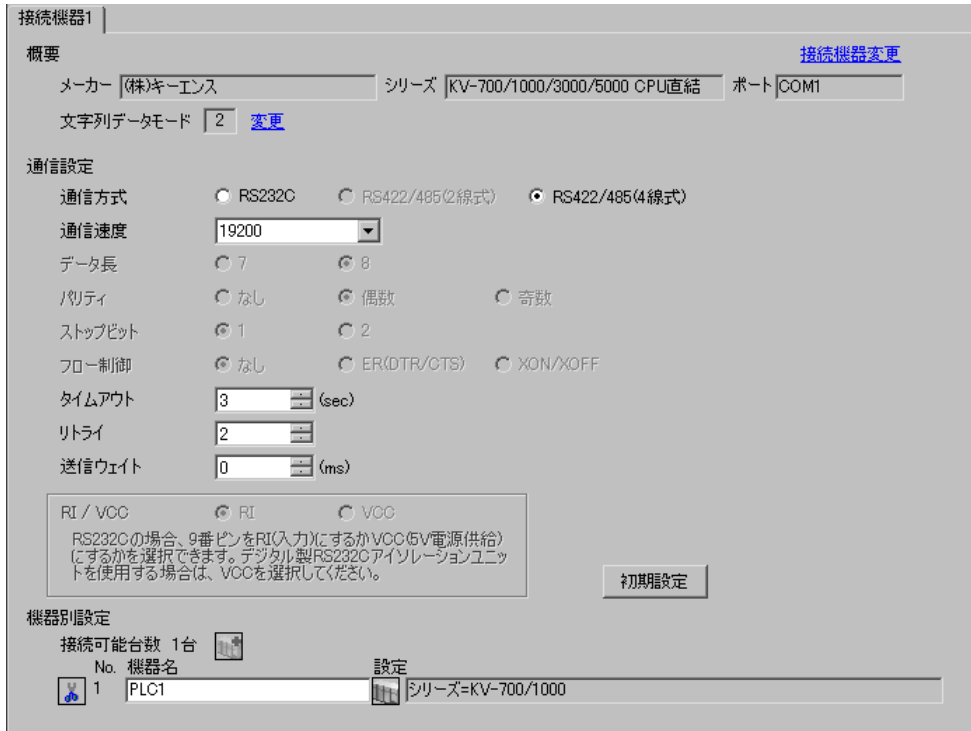 接続機器1
概要 接続機器変更
メーカー (株)キーエンス シリーズ KV-700/1000/3000/5000 CPU直結 ポート COM1
文字列データモード 2 変更
通信設定
通信方式 RS232C RS422/485(2線式) RS422/485(4線式)
通信速度 19200
データ長 7 8
パリティ なし 偶数 奇数
ストップビット 1 2
フロー制御 なし ER(DTR/CTS) XON/XOFF
タイムアウト 3 (sec)
リトライ 2
送信ウェイト 0 (ms)
RI / VCC RI VCC
RS232Cの場合、9番ピンをRI(入力)にするかVCC(5V電源供給)
にするかを選択できます。デジタル製RS232Cアイソレーションユニッ
トを使用する場合は、VCCを選択してください。
初期設定
機器別設定
接続可能台数 1台
No. 機器名 設定
1 PLC1 シリーズ=KV-700/1000